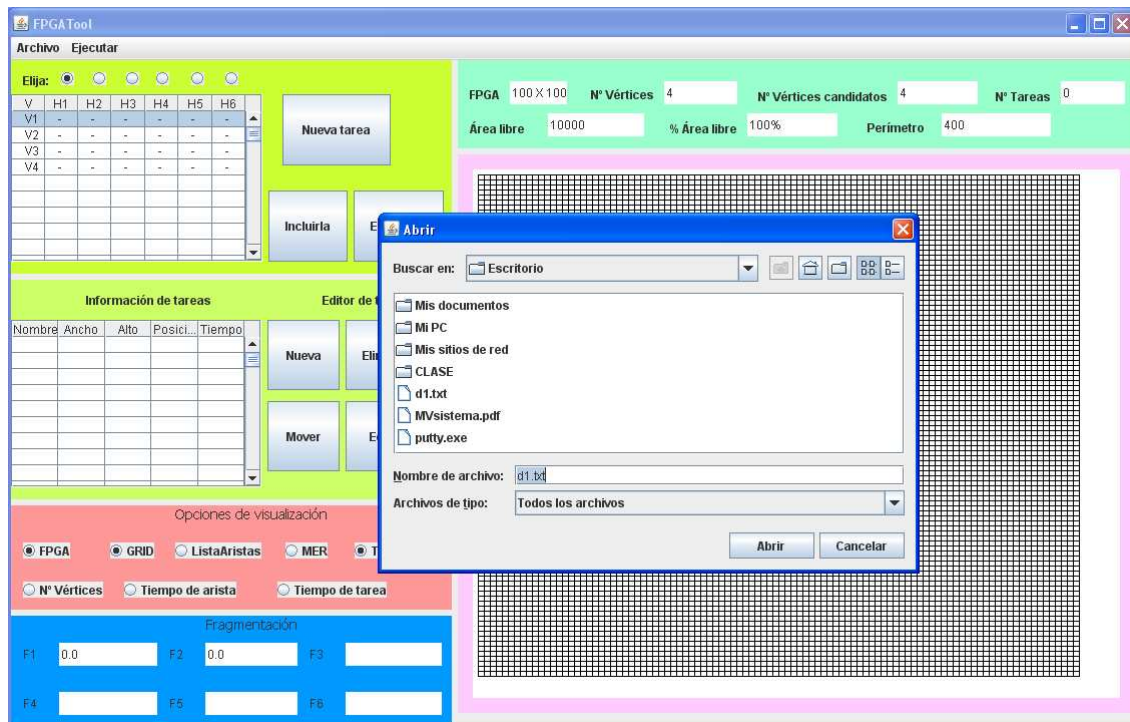 FPGATool
Archivo Ejecutar
Elija:
V H1 H2 H3 H4 H5 H6
V1 - - - - - -
V2 - - - - - -
V3 - - - - - -
V4 - - - - - -
Nueva tarea
Incluirla E
FPGA 100 X 100 Nº Vértices 4 Nº Vértices candidatos 4 Nº Tareas 0
Área libre 10000 % Área libre 100% Perímetro 400
Información de tareas Editor de t
Nombre Ancho Alto Posici... Tiempo
Nueva Elir
Mover E
Abrir
Buscar en: Escritorio
Mis documentos
Mi PC
Mis sitios de red
CLASE
d1.txt
MVsistema.pdf
putty.exe
Nombre de archivo: d1.txt
Archivos de tipo: Todos los archivos
Abrir Cancelar
Opciones de visualización
FPGA GRID ListaAristas MER T
Nº Vértices Tiempo de arista Tiempo de tarea
Fragmentación
F1 0.0 F2 0.0 F3
F4 F5 F6